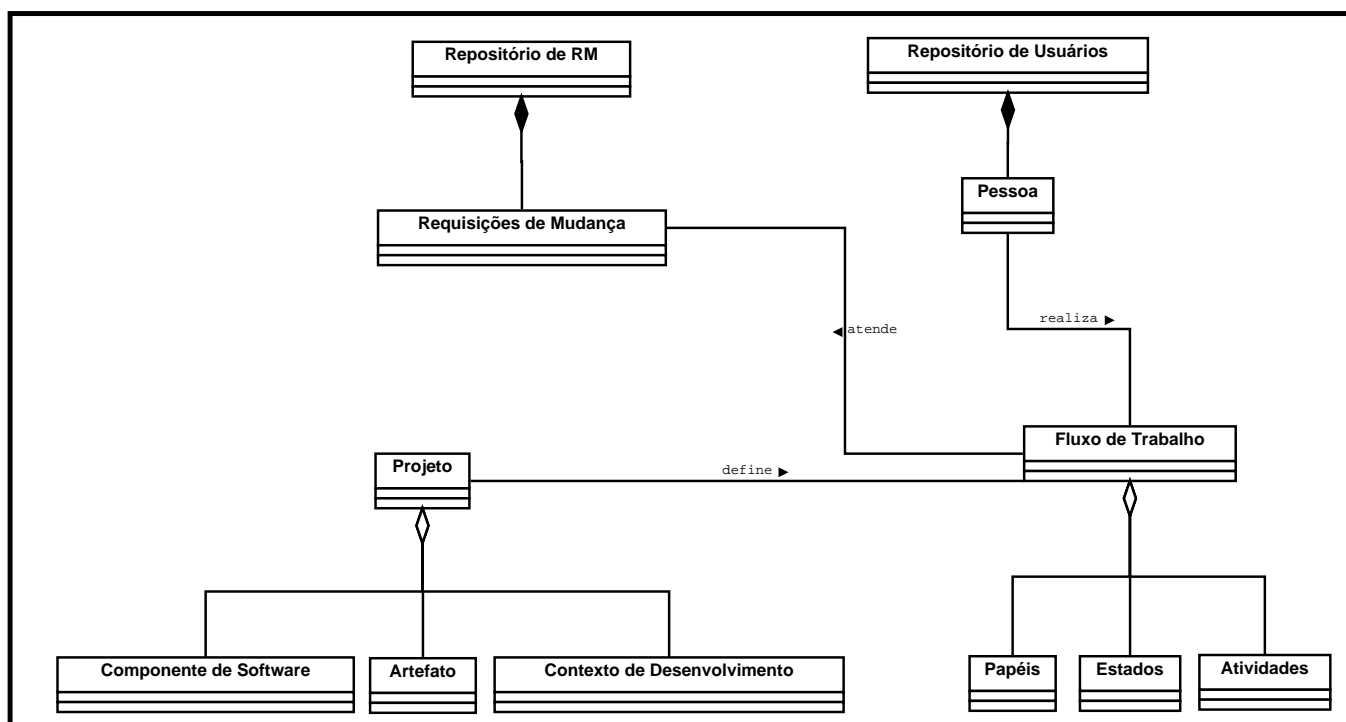 Repositório de RM
Repositório de Usuários
Pessoa
Requisições de Mudança
realiza ►
◄atende
Fluxo de Trabalho
Projeto
define ►
Componente de Software
Artefato
Contexto de Desenvolvimento
Papéis
Estados
Atividades